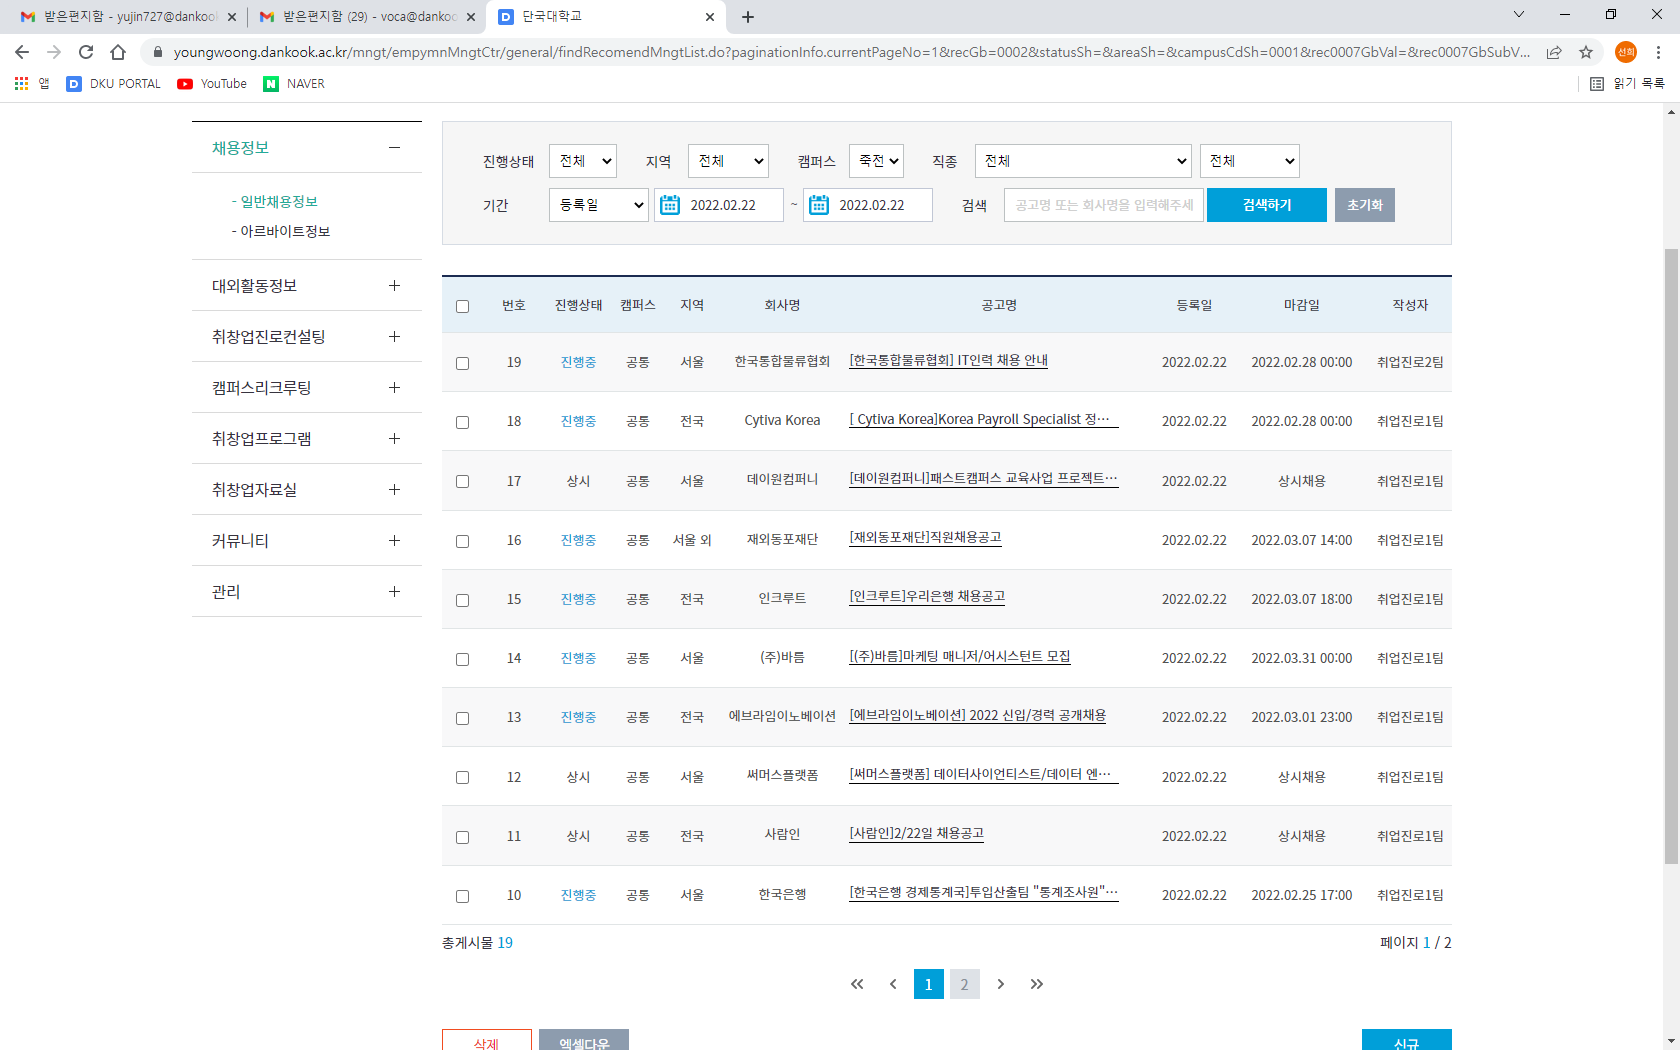 받은편지함 - yujin727@dankook
받은편지함 (29) - voca@dankoo
단국대학교
youngwoong.dankook.ac.kr/mngt/empymnMngtCtr/general/findRecomendMngtList.do?paginationInfo.currentPageNo=1&recGb=0002&statusSh=&areaSh=&campusCdSh=0001&rec0007GbVal=&rec0007GbSubV...
선희
앱 DKU PORTAL YouTube NAVER 읽기 목록
채용정보
- 일반채용정보
- 아르바이트정보
대외활동정보
취창업진로컨설팅
캠퍼스리크루팅
취창업프로그램
취창업자료실
커뮤니티
관리
진행상태 전체 지역 전체 캠퍼스 죽전 직종 전체 전체
기간 등록일 2022.02.22 ~ 2022.02.22 검색 공고명 또는 회사명을 입력해주세 검색하기 초기화
번호 진행상태 캠퍼스 지역 회사명 공고명 등록일 마감일 작성자
19 진행중 공통 서울 한국통합물류협회 [한국통합물류협회] IT인력 채용 안내 2022.02.22 2022.02.28 00:00 취업진로2팀
18 진행중 공통 전국 Cytiva Korea [ Cytiva Korea]Korea Payroll Specialist 정… 2022.02.22 2022.02.28 00:00 취업진로1팀
17 상시 공통 서울 데이원컴퍼니 [데이원컴퍼니]패스트캠퍼스 교육사업 프로젝트… 2022.02.22 상시채용 취업진로1팀
16 진행중 공통 서울 외 재외동포재단 [재외동포재단]직원채용공고 2022.02.22 2022.03.07 14:00 취업진로1팀
15 진행중 공통 전국 인크루트 [인크루트]우리은행 채용공고 2022.02.22 2022.03.07 18:00 취업진로1팀
14 진행중 공통 서울 (주)바름 [(주)바름]마케팅 매니저/어시스턴트 모집 2022.02.22 2022.03.31 00:00 취업진로1팀
13 진행중 공통 전국 에브라임이노베이션 [에브라임이노베이션] 2022 신입/경력 공개채용 2022.02.22 2022.03.01 23:00 취업진로1팀
12 상시 공통 서울 써머스플랫폼 [써머스플랫폼] 데이터사이언티스트/데이터 엔… 2022.02.22 상시채용 취업진로1팀
11 상시 공통 전국 사람인 [사람인]2/22일 채용공고 2022.02.22 상시채용 취업진로1팀
10 진행중 공통 서울 한국은행 [한국은행 경제통계국]투입산출팀 "통계조사원"… 2022.02.22 2022.02.25 17:00 취업진로1팀
총게시물 19 페이지 1 / 2
1 2
삭제 엑셀다운 신규